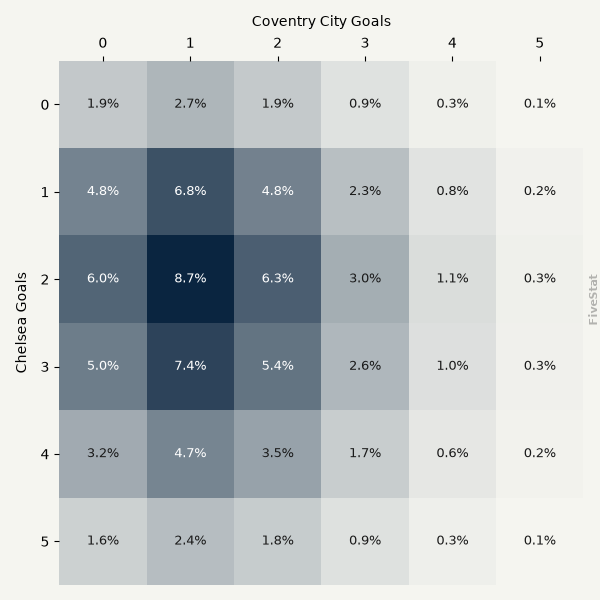 Coventry City Goals
0 1 2 3 4 5
0 1.9% 2.7% 1.9% 0.9% 0.3% 0.1%
1 4.8% 6.8% 4.8% 2.3% 0.8% 0.2%
2 6.0% 8.7% 6.3% 3.0% 1.1% 0.3%
3 5.0% 7.4% 5.4% 2.6% 1.0% 0.3%
4 3.2% 4.7% 3.5% 1.7% 0.6% 0.2%
5 1.6% 2.4% 1.8% 0.9% 0.3% 0.1%
Chelsea Goals
FiveStat